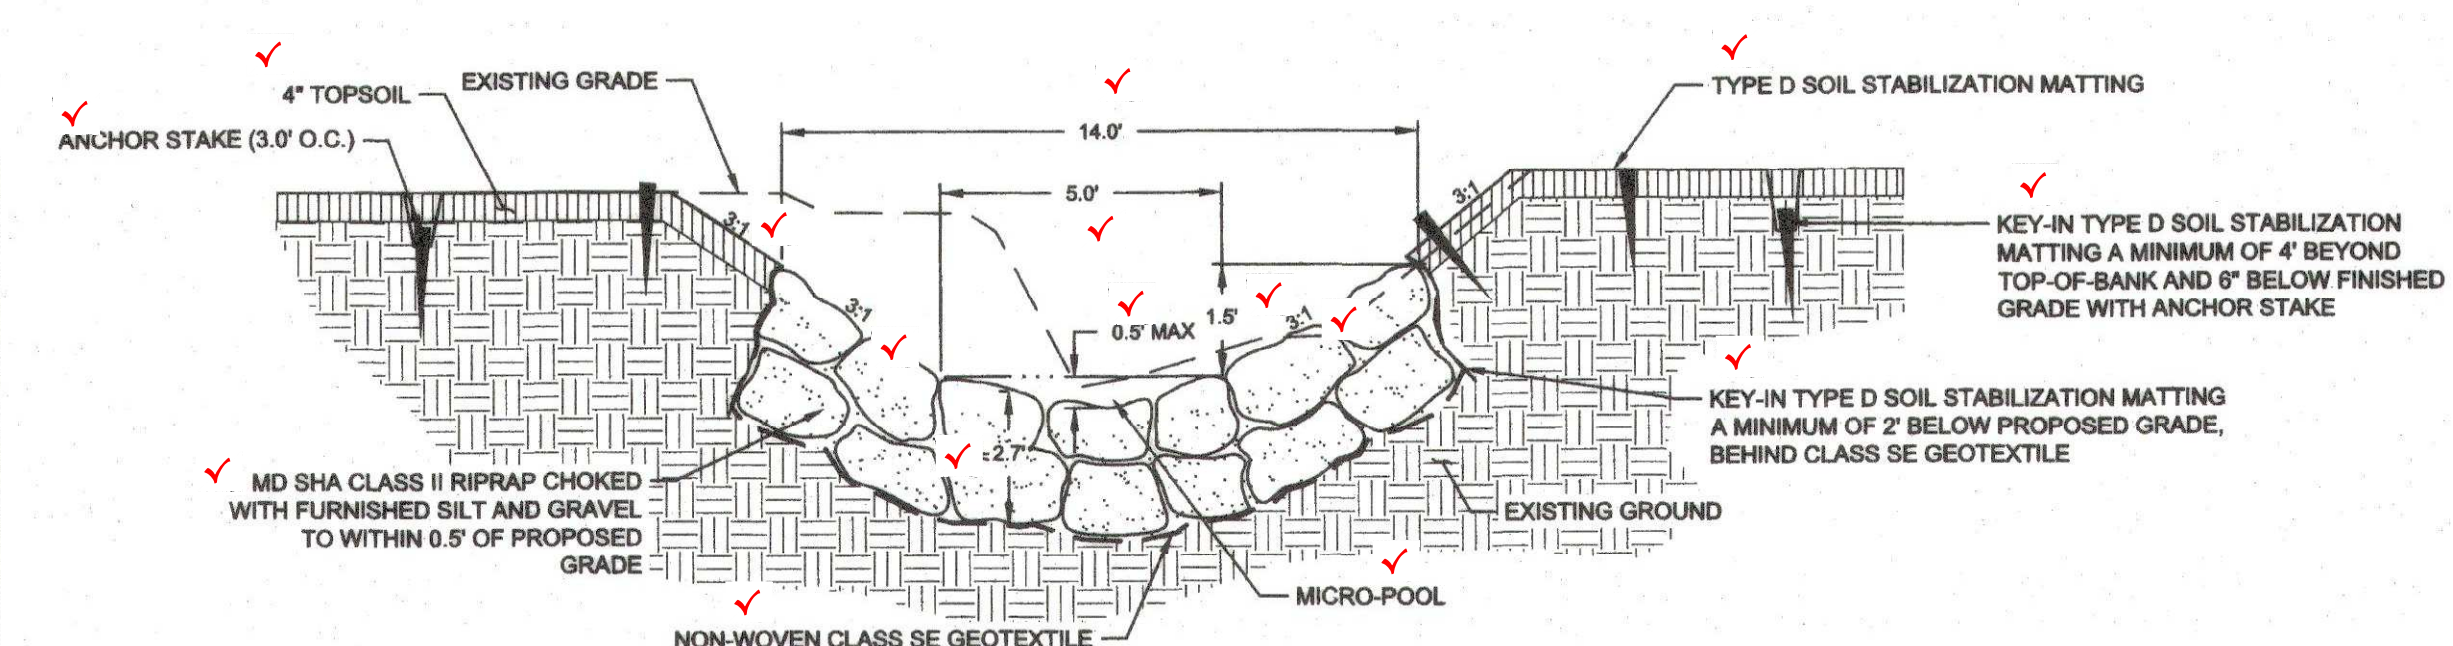 EXISTING GRADE
4" TOPSOIL
ANCHOR STAKE (3.0' O.C.)
14.0'
5.0'
TYPE D SOIL STABILIZATION MATTING
3:1
3:1
KEY-IN TYPE D SOIL STABILIZATION
MATTING A MINIMUM OF 4' BEYOND
TOP-OF-BANK AND 6" BELOW FINISHED
GRADE WITH ANCHOR STAKE
3:1
0.5' MAX
1.5'
3:1
2.7'
KEY-IN TYPE D SOIL STABILIZATION MATTING
A MINIMUM OF 2' BELOW PROPOSED GRADE,
BEHIND CLASS SE GEOTEXTILE
MD SHA CLASS II RIPRAP CHOKED
WITH FURNISHED SILT AND GRAVEL
TO WITHIN 0.5' OF PROPOSED
GRADE
EXISTING GROUND
MICRO-POOL
NON-WOVEN CLASS SE GEOTEXTILE